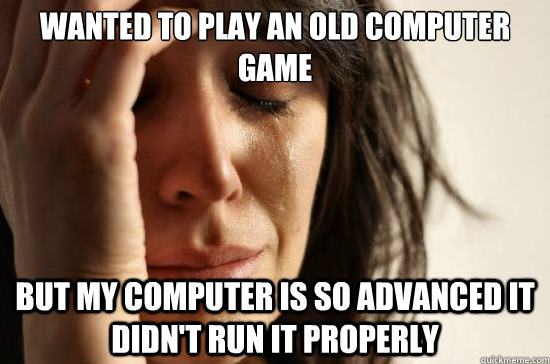 WANTED TO PLAY AN OLD COMPUTER
GAME
BUT MY COMPUTER IS SO ADVANCED IT
DIDN'T RUN IT PROPERLY
quickmeme.com